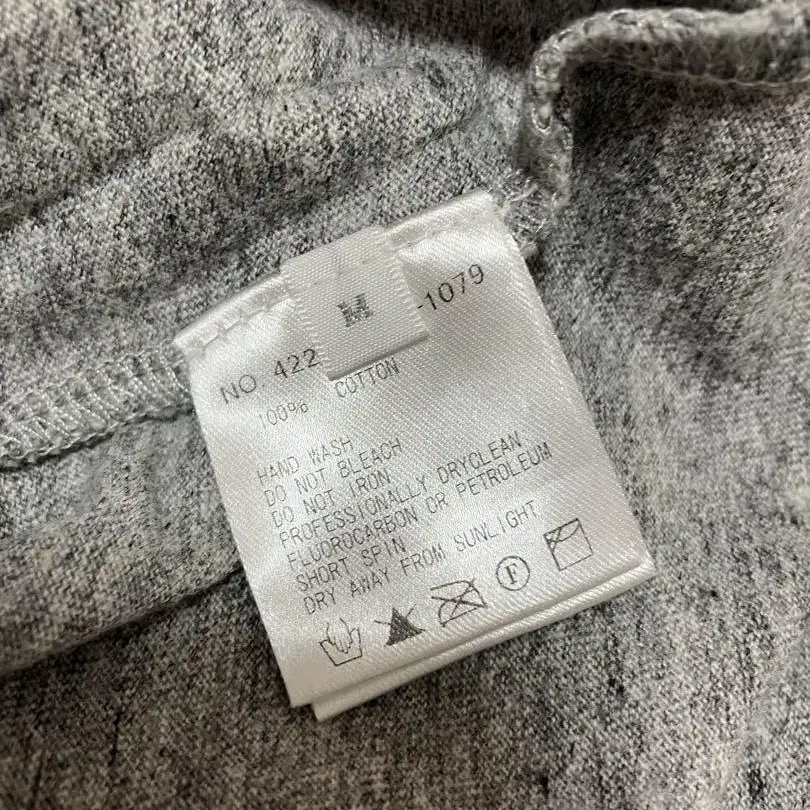 M
NO. 422 -1079
100% COTTON
HAND WASH
DO NOT BLEACH
DO NOT IRON
PROFESSIONALLY DRYCLEAN
FLUOROCARBON OR PETROLEUM
SHORT SPIN
DRY AWAY FROM SUNLIGHT
F